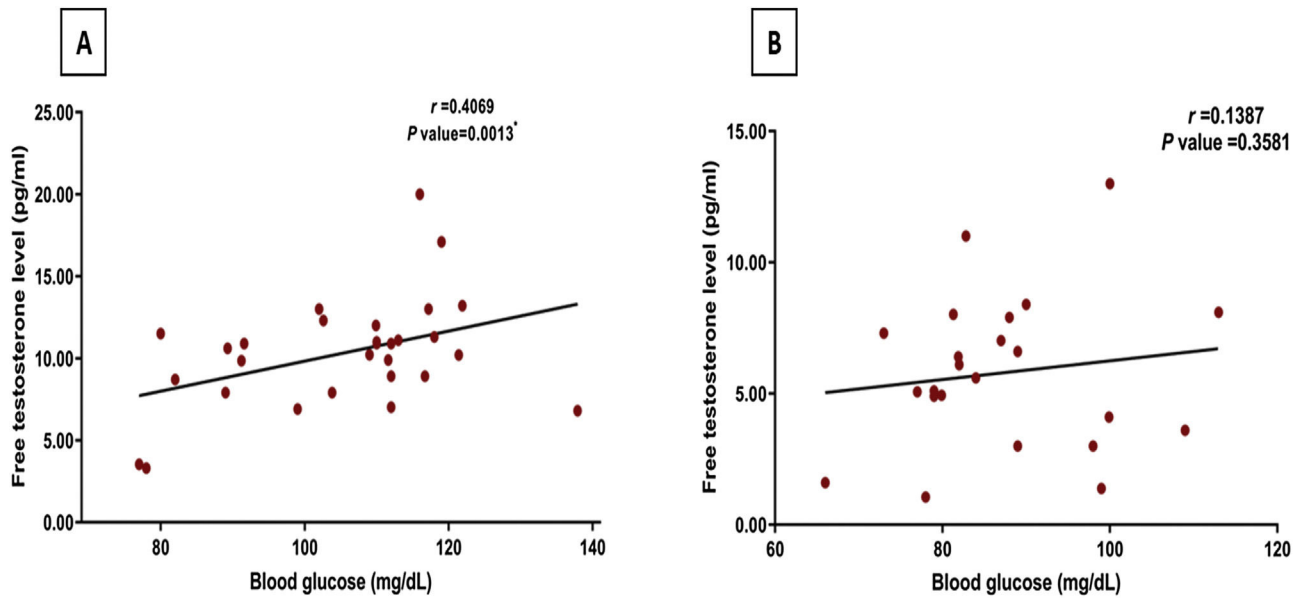 A
r =0.4069
P value=0.0013*
25.00
20.00
15.00
10.00
5.00
0.00
Free testosterone level (pg/ml)
80
100
120
140
Blood glucose (mg/dL)
B
r =0.1387
P value =0.3581
15.00
10.00
5.00
0.00
Free testosterone level (pg/ml)
60
80
100
120
Blood glucose (mg/dL)